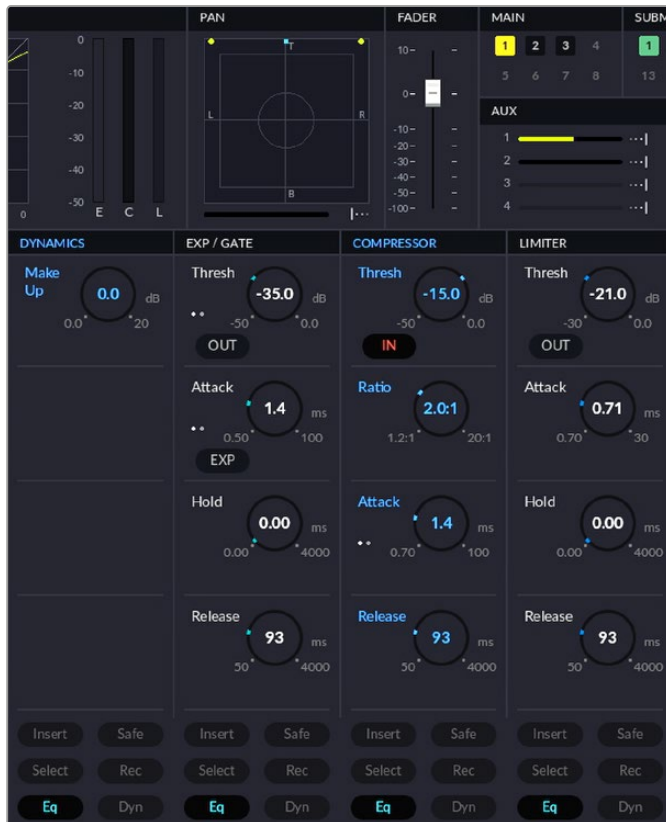 PAN FADER MAIN SUBM
0 -10 -20 -30 -40 -50
E C L
0
T L R B
10- 0- -10- -20- -30- -40- -50- -100-
1 2 3 4
5 6 7 8
1
13
AUX
1
2
3
4
DYNAMICS EXP / GATE COMPRESSOR LIMITER
Make Up 0.0 dB 0.0 20
Thresh -35.0 dB -50 0.0 OUT
Thresh -15.0 dB -50 0.0 IN
Thresh -21.0 dB -30 0.0 OUT
Attack 1.4 ms 0.50 100 EXP
Ratio 2.0:1 1.2:1 20:1
Attack 0.71 ms 0.70 30
Hold 0.00 ms 0.00 4000
Attack 1.4 ms 0.70 100
Hold 0.00 ms 0.00 4000
Release 93 ms 50 4000
Release 93 ms 50 4000
Release 93 ms 50 4000
Insert Safe Insert Safe Insert Safe Insert Safe
Select Rec Select Rec Select Rec Select Rec
Eq Dyn Eq Dyn Eq Dyn Eq Dyn